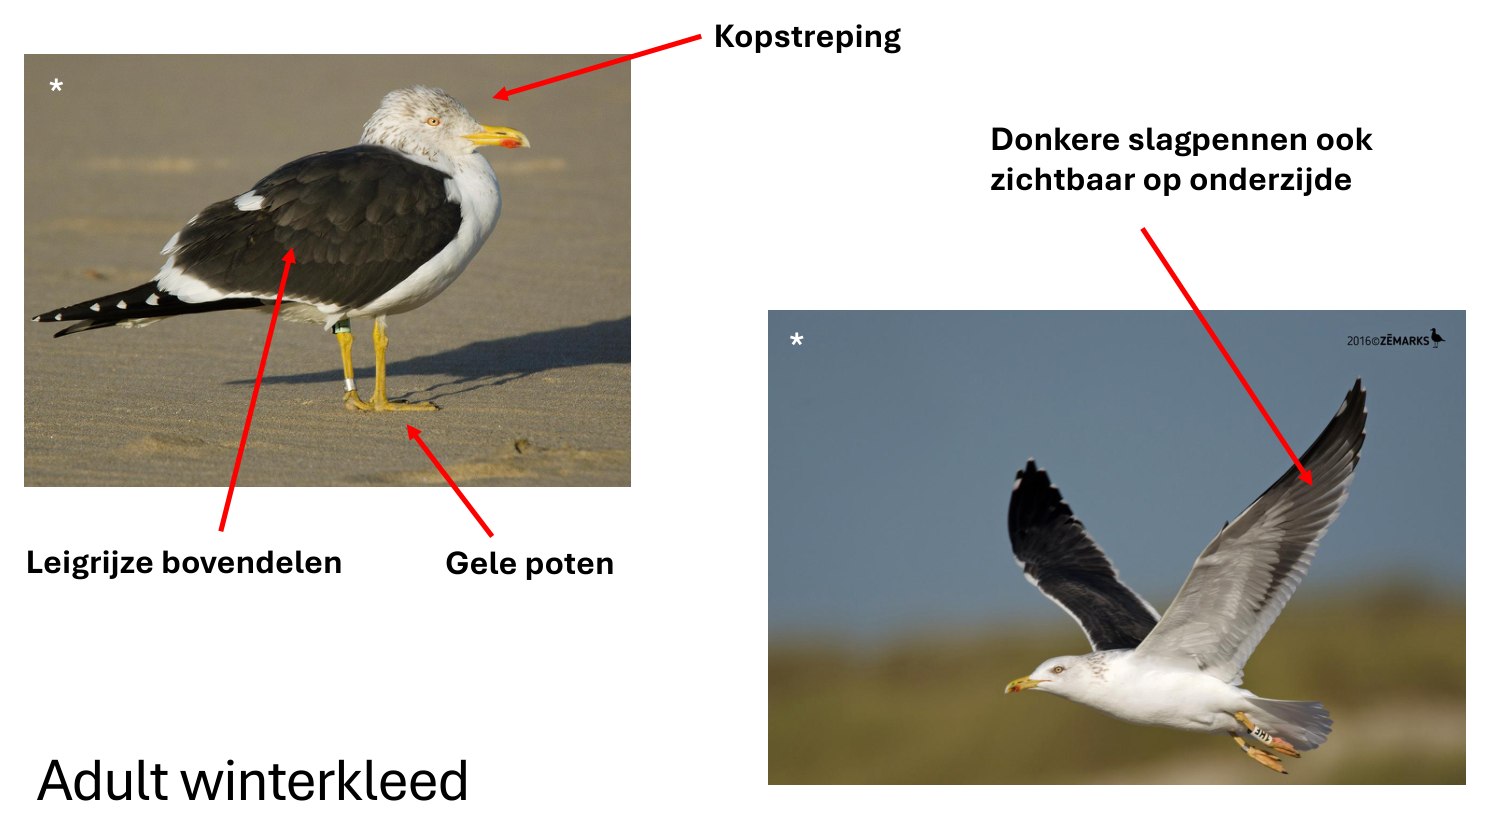 Kopstreping
*
Donkere slagpennen ook
zichtbaar op onderzijde
*
2016©ZĒMARKS
Leigrijze bovendelen
Gele poten
Adult winterkleed